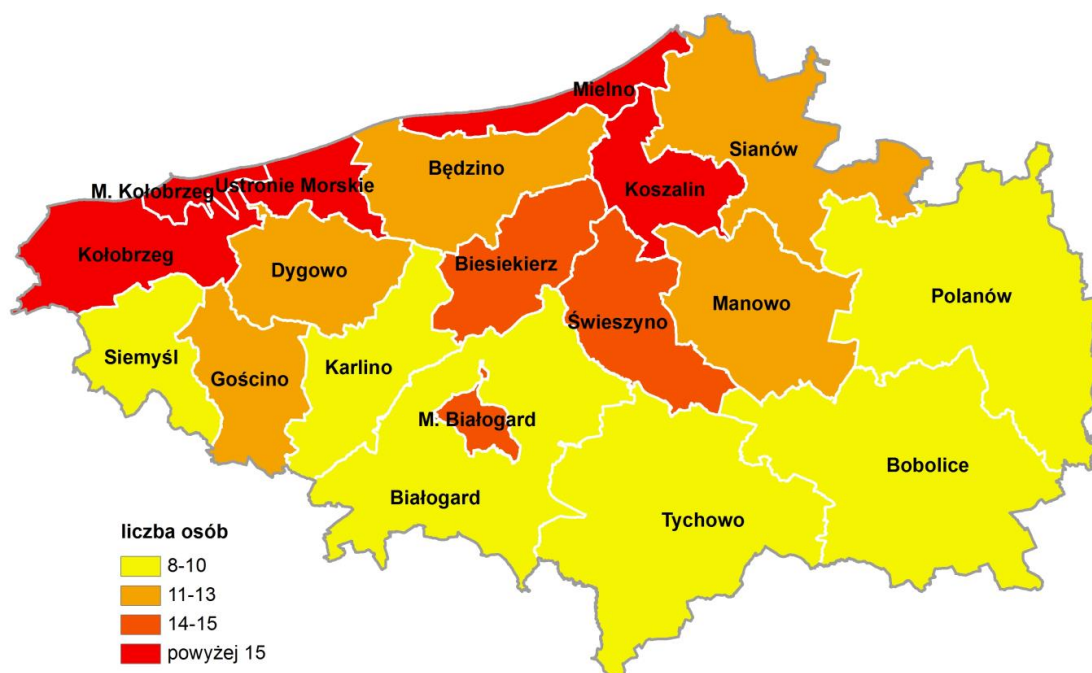 Mielno
Sianów
Będzino
M. Kołobrzeg
Ustronie Morskie
Koszalin
Kołobrzeg
Dygowo
Biesiekierz
Polanów
Manowo
Świeszyno
Siemyśl
Karlino
Gościno
M. Białogard
Bobolice
Białogard
Tychowo
liczba osób
8-10
11-13
14-15
powyżej 15